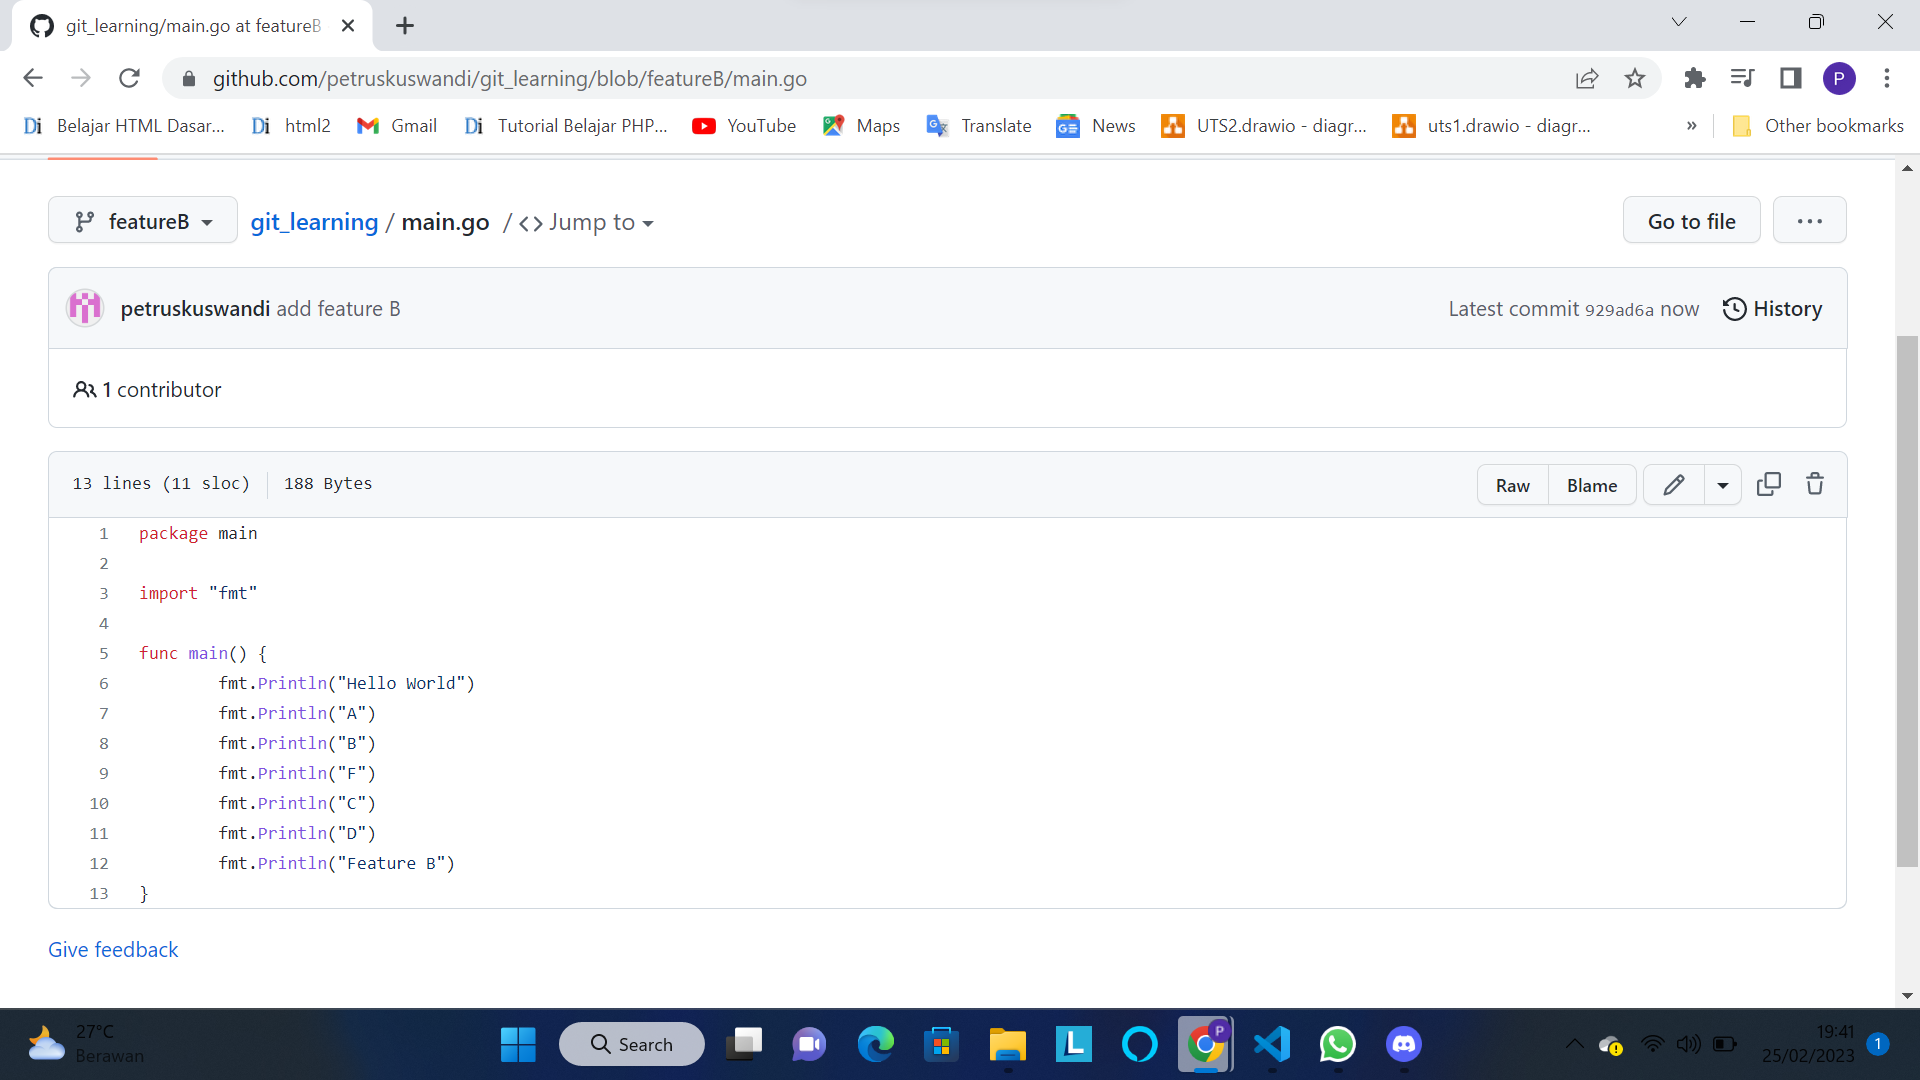 git_learning/main.go at featureB
github.com/petruskuswandi/git_learning/blob/featureB/main.go
P
Belajar HTML Dasar... html2 Gmail Tutorial Belajar PHP... YouTube Maps Translate News UTS2.drawio - diagr... uts1.drawio - diagr... » Other bookmarks
featureB git_learning / main.go / <> Jump to Go to file ...
petruskuswandi add feature B Latest commit 929ad6a now History
1 contributor
13 lines (11 sloc) 188 Bytes Raw Blame
1 package main
2
3 import "fmt"
4
5 func main() {
6 fmt.Println("Hello World")
7 fmt.Println("A")
8 fmt.Println("B")
9 fmt.Println("F")
10 fmt.Println("C")
11 fmt.Println("D")
12 fmt.Println("Feature B")
13 }
Give feedback
27°C
Berawan
Search
19:41
25/02/2023
1